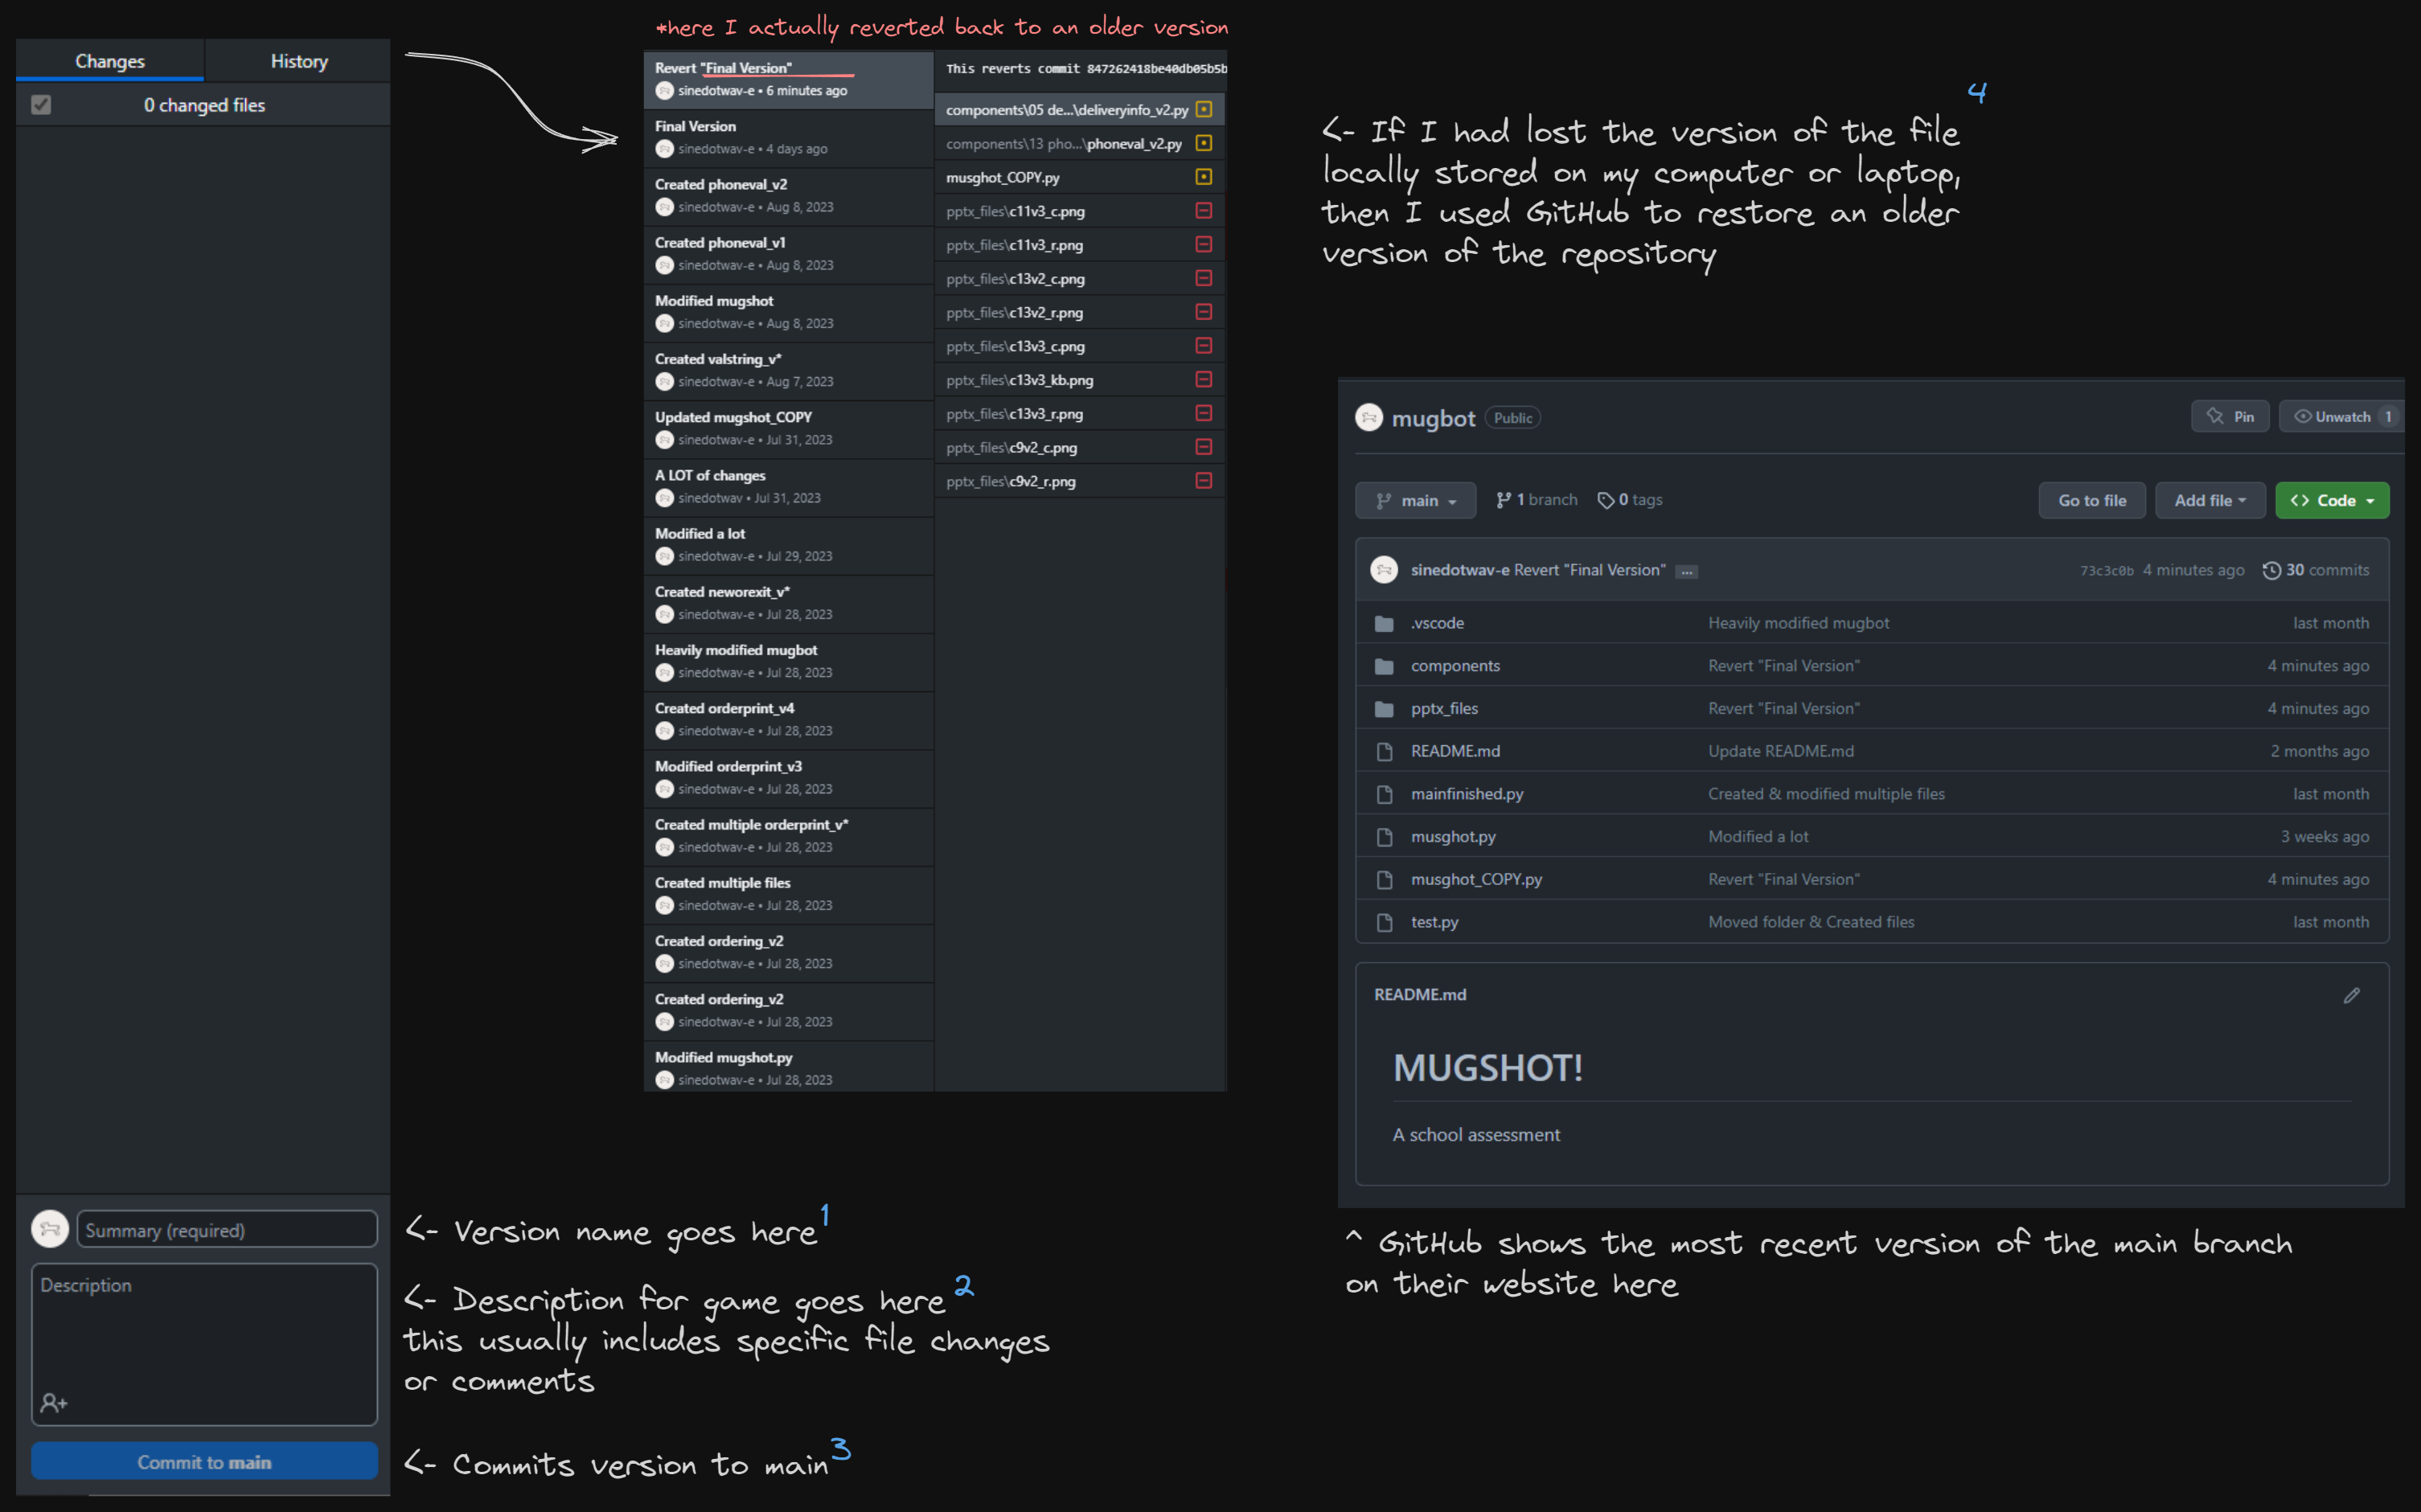 *here I actually reverted back to an older version
Changes
History
0 changed files
Summary (required)
Description
Commit to main
Revert "Final Version"
sinedotwav-e • 6 minutes ago
Final Version
sinedotwav-e • 4 days ago
Created phoneval_v2
sinedotwav-e • Aug 8, 2023
Created phoneval_v1
sinedotwav-e • Aug 8, 2023
Modified mugshot
sinedotwav-e • Aug 8, 2023
Created valstring_v*
sinedotwav-e • Aug 7, 2023
Updated mugshot_COPY
sinedotwav-e • Jul 31, 2023
A LOT of changes
sinedotwav • Jul 31, 2023
Modified a lot
sinedotwav-e • Jul 29, 2023
Created neworexit_v*
sinedotwav-e • Jul 28, 2023
Heavily modified mugbot
sinedotwav-e • Jul 28, 2023
Created orderprint_v4
sinedotwav-e • Jul 28, 2023
Modified orderprint_v3
sinedotwav-e • Jul 28, 2023
Created multiple orderprint_v*
sinedotwav-e • Jul 28, 2023
Created multiple files
sinedotwav-e • Jul 28, 2023
Created ordering_v2
sinedotwav-e • Jul 28, 2023
Created ordering_v2
sinedotwav-e • Jul 28, 2023
Modified mugshot.py
sinedotwav-e • Jul 28, 2023
This reverts commit 847262418be40db05b5b
components\05 de...\deliveryinfo_v2.py
components\13 pho...\phoneval_v2.py
musghot_COPY.py
pptx_files\c11v3_c.png
pptx_files\c11v3_r.png
pptx_files\c13v2_c.png
pptx_files\c13v2_r.png
pptx_files\c13v3_c.png
pptx_files\c13v3_kb.png
pptx_files\c13v3_r.png
pptx_files\c9v2_c.png
pptx_files\c9v2_r.png
<- Version name goes here 1
<- Description for game goes here 2
this usually includes specific file changes
or comments
<- Commits version to main 3
4
<- If I had lost the version of the file
locally stored on my computer or laptop,
then I used GitHub to restore an older
version of the repository
mugbot Public Pin Unwatch 1
main 1 branch 0 tags Go to file Add file <> Code
sinedotwav-e Revert "Final Version" ... 73c3c0b 4 minutes ago 30 commits
.vscode Heavily modified mugbot last month
components Revert "Final Version" 4 minutes ago
pptx_files Revert "Final Version" 4 minutes ago
README.md Update README.md 2 months ago
mainfinished.py Created & modified multiple files last month
musghot.py Modified a lot 3 weeks ago
musghot_COPY.py Revert "Final Version" 4 minutes ago
test.py Moved folder & Created files last month
README.md
MUGSHOT!
A school assessment
^ GitHub shows the most recent version of the main branch
on their website here